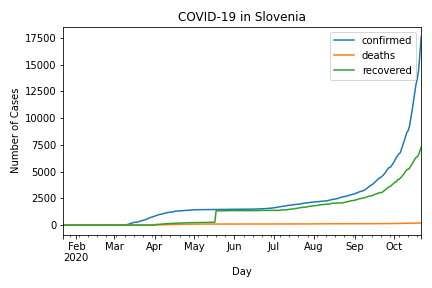 COVID-19 in Slovenia
confirmed
deaths
recovered
Number of Cases
17500
15000
12500
10000
7500
5000
2500
0
Feb Mar Apr May Jun Jul Aug Sep Oct
2020
Day